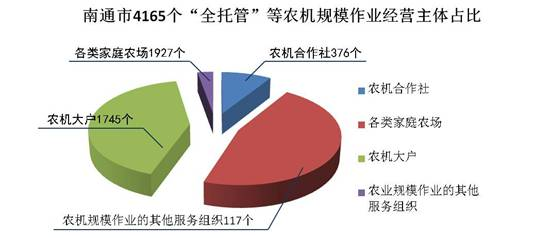 南通市4165个“全托管”等农机规模作业经营主体占比
各类家庭农场1927个
农机合作社376个
农机大户1745个
农机规模作业的其他服务组织117个
农机合作社
各类家庭农场
农机大户
农业规模作业的其他
服务组织